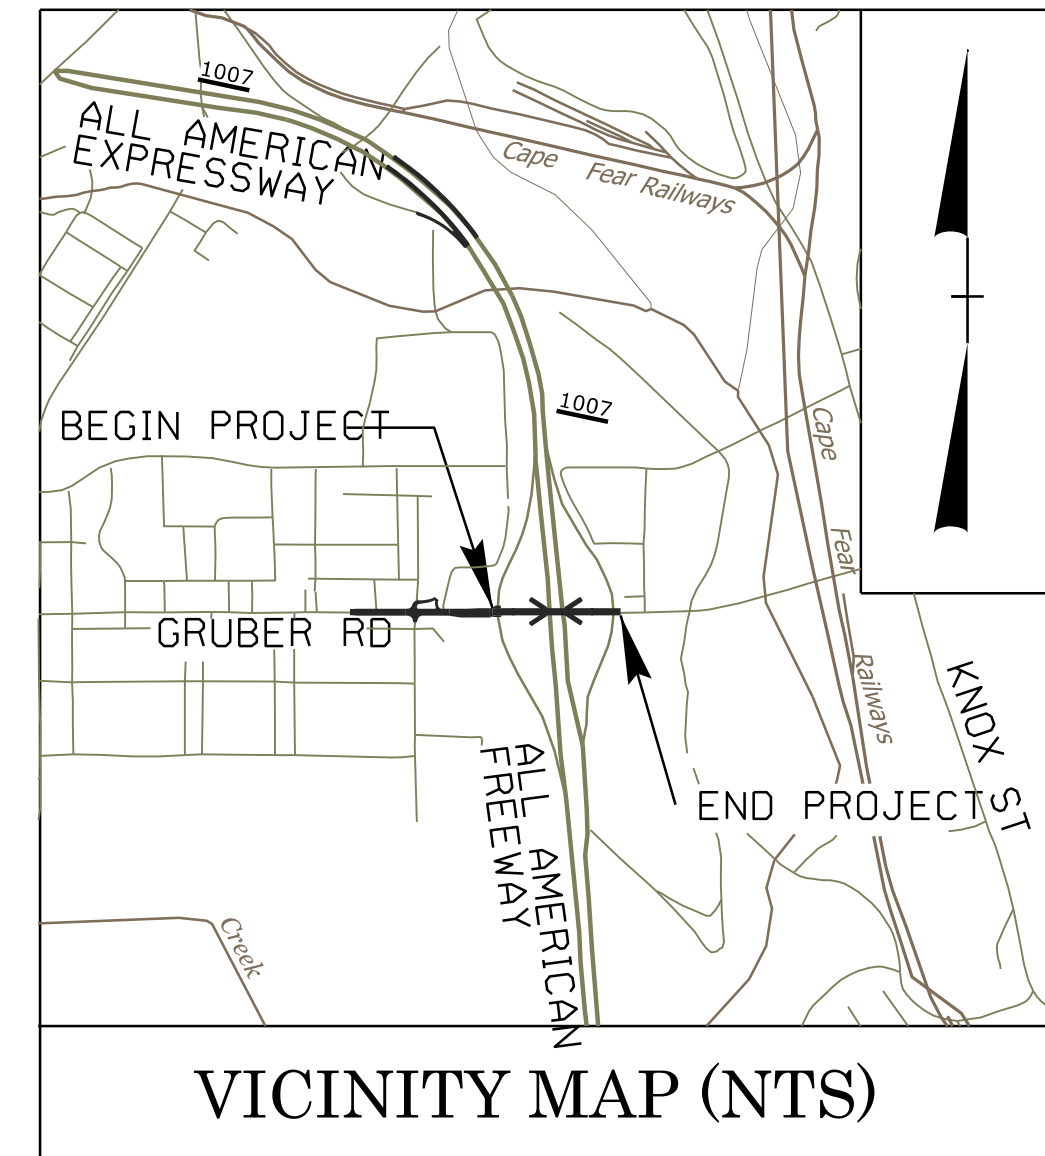 1007
ALL AMERICAN
EXPRESSWAY
Cape Fear Railways
1007
BEGIN PROJECT
Cape Fear Railways
GRUBER RD
KNOX ST
END PROJECT
ALL AMERICAN
FREEWAY
Creek
VICINITY MAP (NTS)